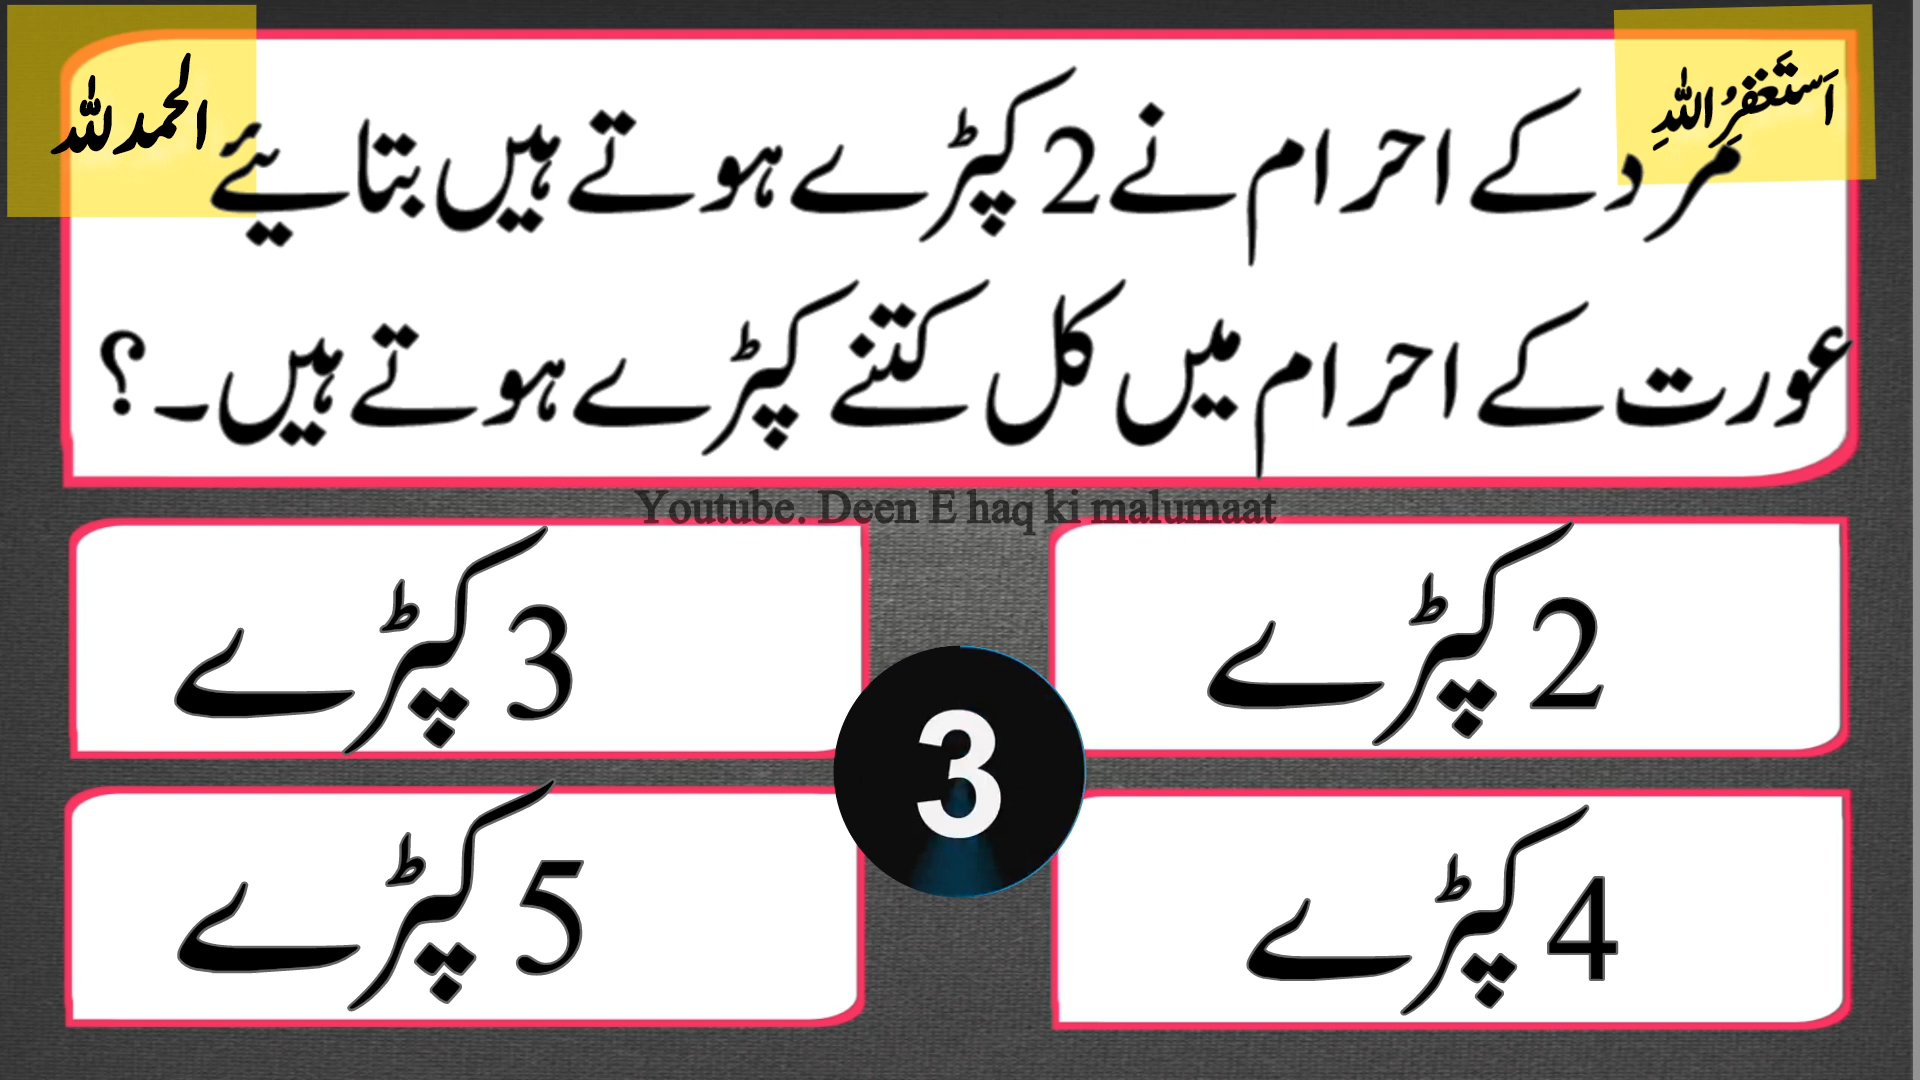 الحمدللہ
اَسْتَغْفِرُاللہِ
مرد کے احرام نے 2 کپڑے ہوتے ہیں بتایئے
عورت کے احرام میں کل کتنے کپڑے ہوتے ہیں۔؟
Youtube. Deen E haq ki malumaat
2 کپڑے
3 کپڑے
3
4 کپڑے
5 کپڑے